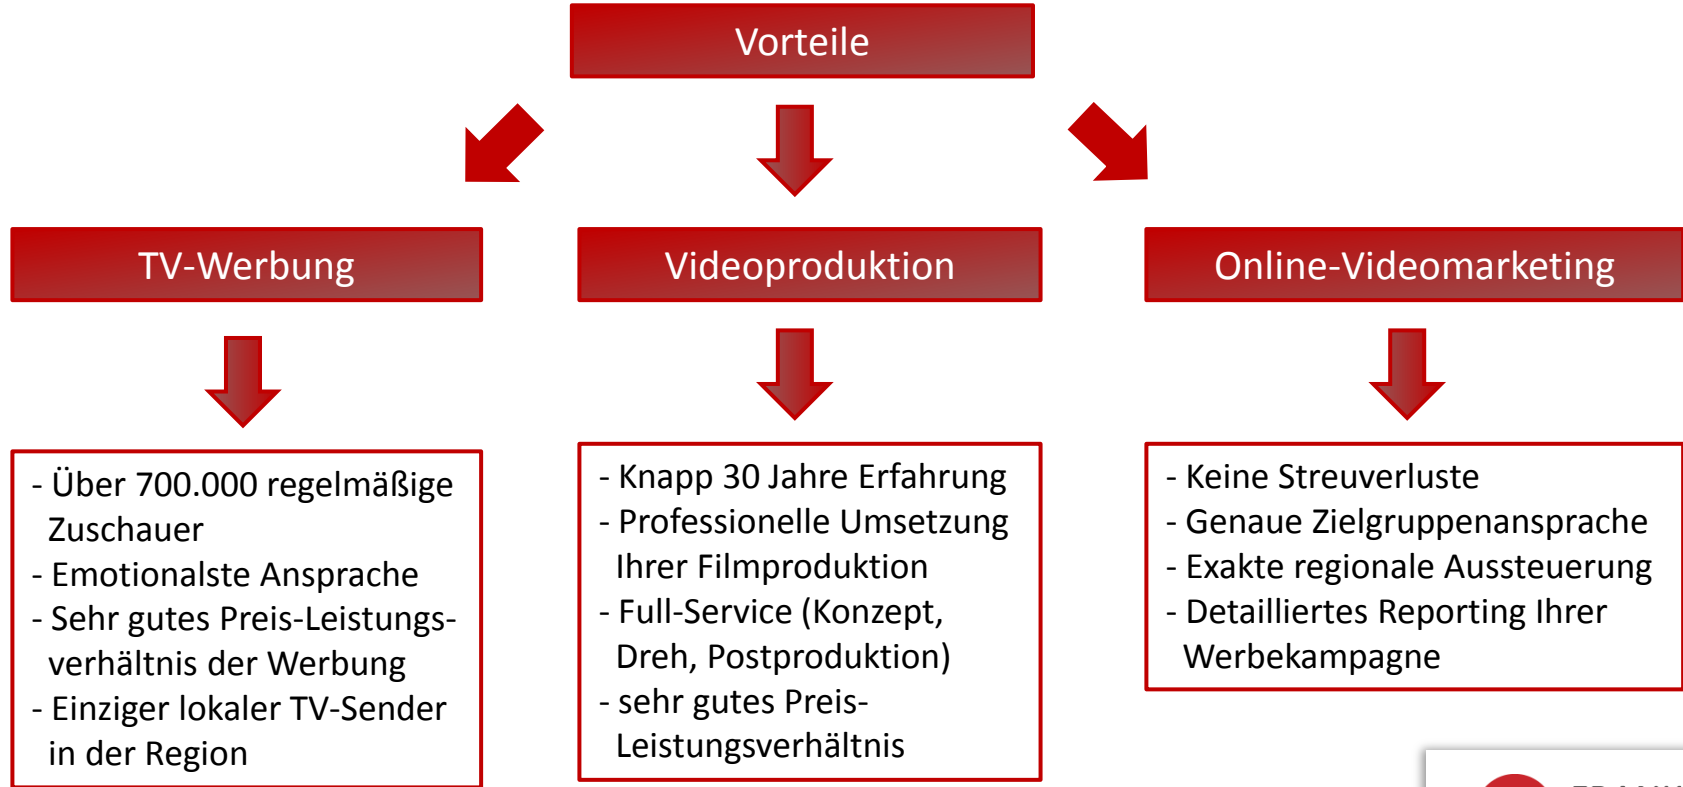 Vorteile
TV-Werbung
- Über 700.000 regelmäßige
Zuschauer
- Emotionalste Ansprache
- Sehr gutes Preis-Leistungs-
verhältnis der Werbung
- Einziger lokaler TV-Sender
in der Region
Videoproduktion
- Knapp 30 Jahre Erfahrung
- Professionelle Umsetzung
Ihrer Filmproduktion
- Full-Service (Konzept,
Dreh, Postproduktion)
- sehr gutes Preis-
Leistungsverhältnis
Online-Videomarketing
- Keine Streuverluste
- Genaue Zielgruppenansprache
- Exakte regionale Aussteuerung
- Detailliertes Reporting Ihrer
Werbekampagne